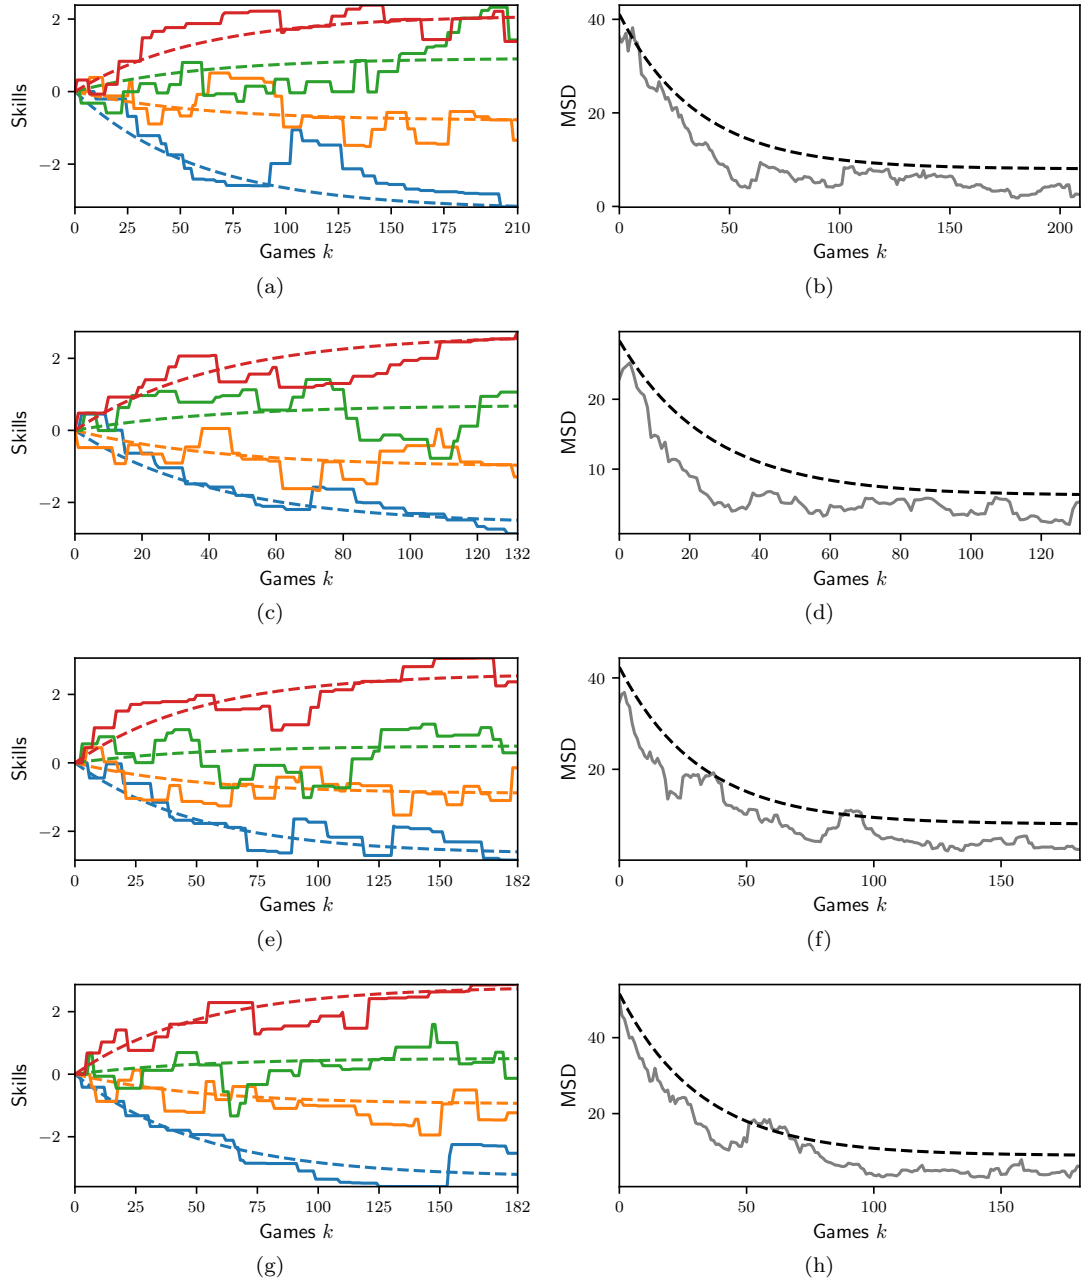 Skills
2
0
−2
0 25 50 75 100 125 150 175 210
Games k
(a)
MSD
40
20
0
0 50 100 150 200
Games k
(b)
Skills
2
0
−2
0 20 40 60 80 100 120 132
Games k
(c)
MSD
20
10
0 20 40 60 80 100 120
Games k
(d)
Skills
2
0
−2
0 25 50 75 100 125 150 182
Games k
(e)
MSD
40
20
0 50 100 150
Games k
(f)
Skills
2
0
−2
0 25 50 75 100 125 150 182
Games k
(g)
MSD
40
20
0 50 100 150
Games k
(h)